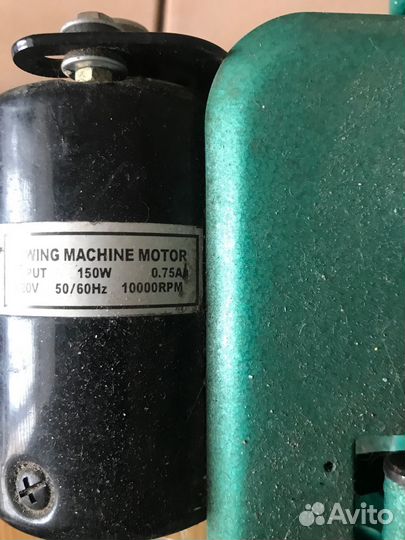 WING MACHINE MOTOR
PUT 150W 0.75A
0V 50/60Hz 10000RPM
Avito